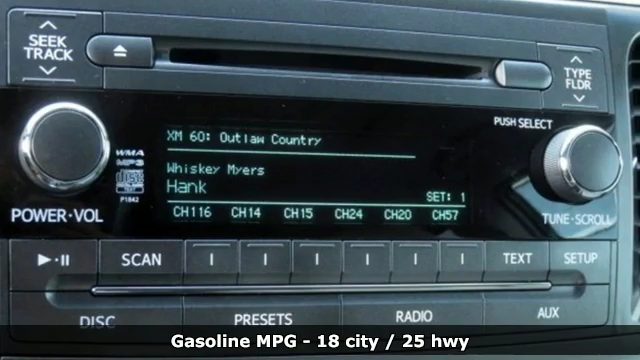 SEEK
TRACK
TYPE
FLDR
PUSH SELECT
XM 60: Outlaw Country
WMA
MP3
Whiskey Myers
Hank
P1842
SET: 1
POWER·VOL
CH116 CH14 CH15 CH24 CH20 CH57
TUNE·SCROLL
SCAN
TEXT
SETUP
DISC
PRESETS
RADIO
AUX
Gasoline MPG - 18 city / 25 hwy